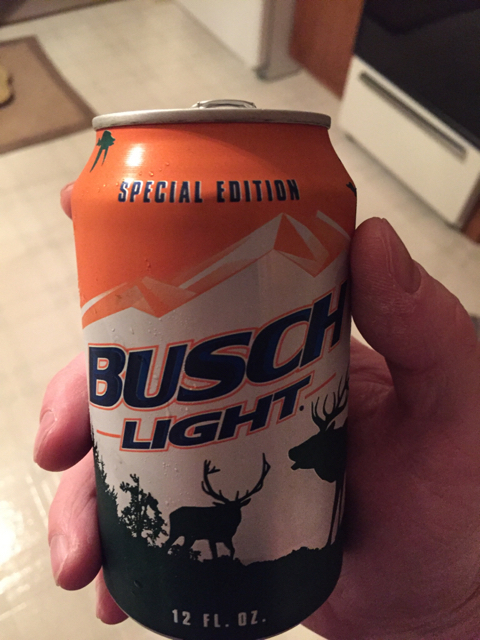 SPECIAL EDITION
BUSCH
LIGHT.
12 FL. OZ.